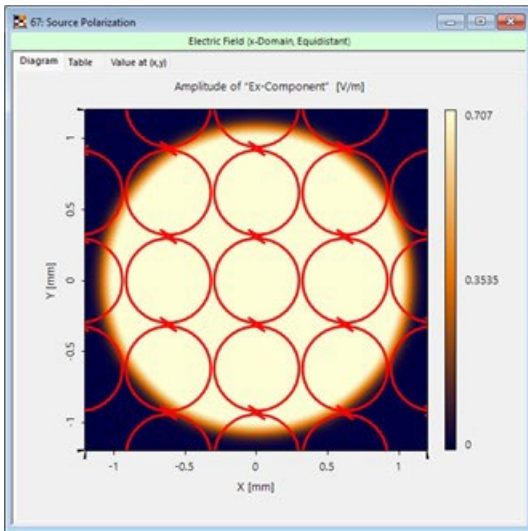 67: Source Polarization
Electric Field (x-Domain, Equidistant)
Diagram Table Value at (x,y)
Amplitude of "Ex-Component" [V/m]
0.707
0.3535
0
Y [mm]
1
0.5
0
-0.5
-1
-1 -0.5 0 0.5 1
X [mm]